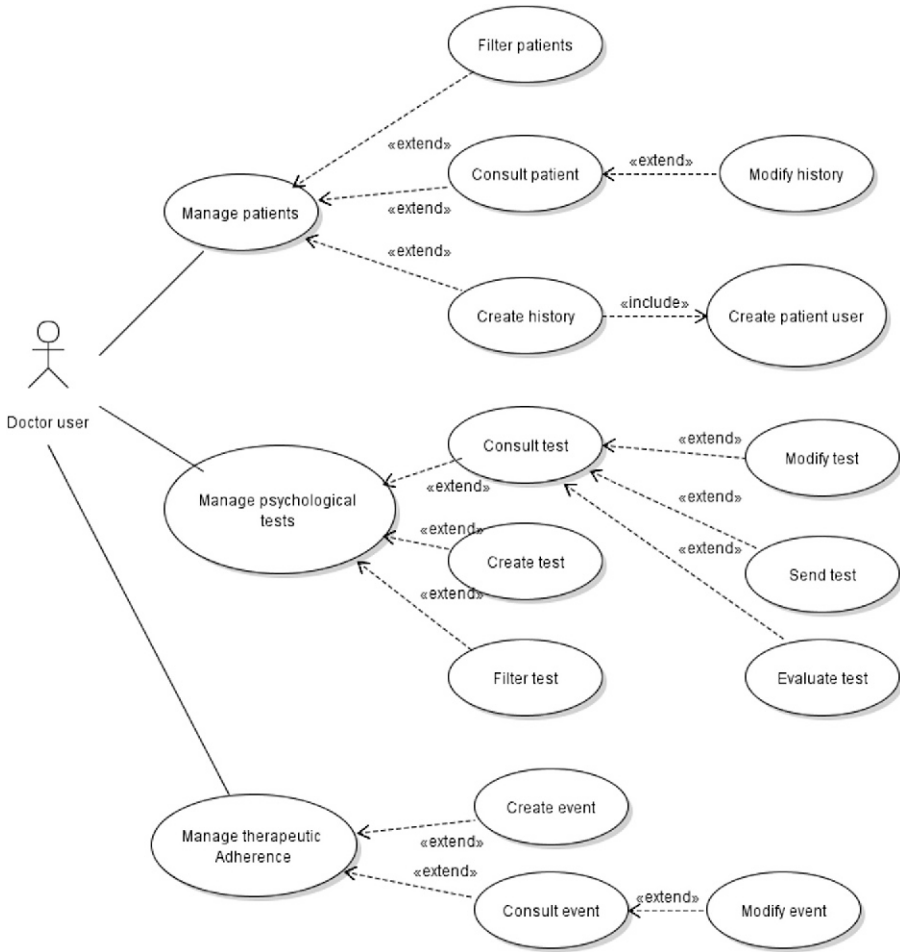 Filter patients
«extend»
Consult patient
«extend»
Modify history
Manage patients
«extend»
«extend»
Create history
«include»
Create patient user
Doctor user
Consult test
«extend»
Modify test
Manage psychological
tests
«extend»
«extend»
Send test
«extend»
Create test
«extend»
«extend»
Filter test
Evaluate test
Create event
Manage therapeutic
Adherence
«extend»
«extend»
Consult event
«extend»
Modify event